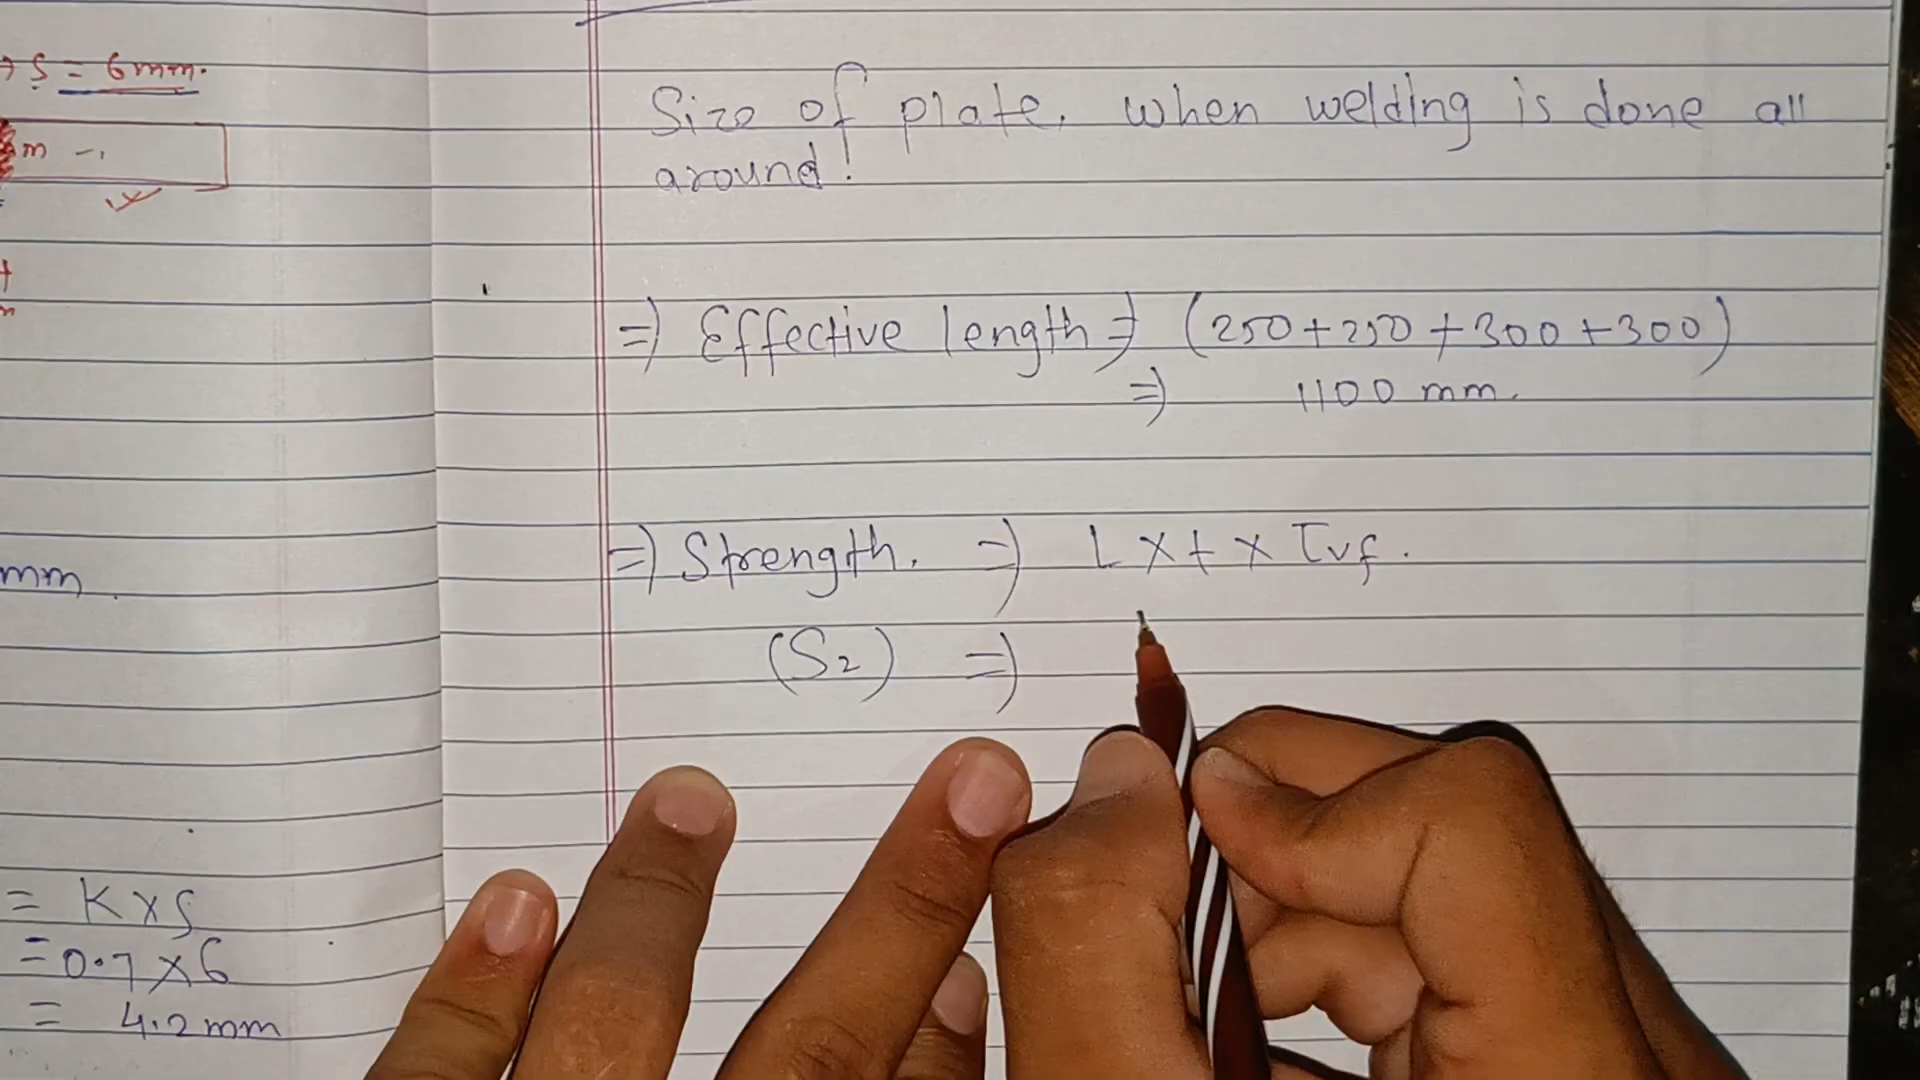 → S = 6mm.
m -.
mm.
= K x S
= 0.7 x 6
= 4.2 mm
Size of plate, when welding is done all
around!
=) Effective length =) (250+250+300+300)
=) 1100 mm.
=) Strength. =) L x t x τvf.
(S2) =)